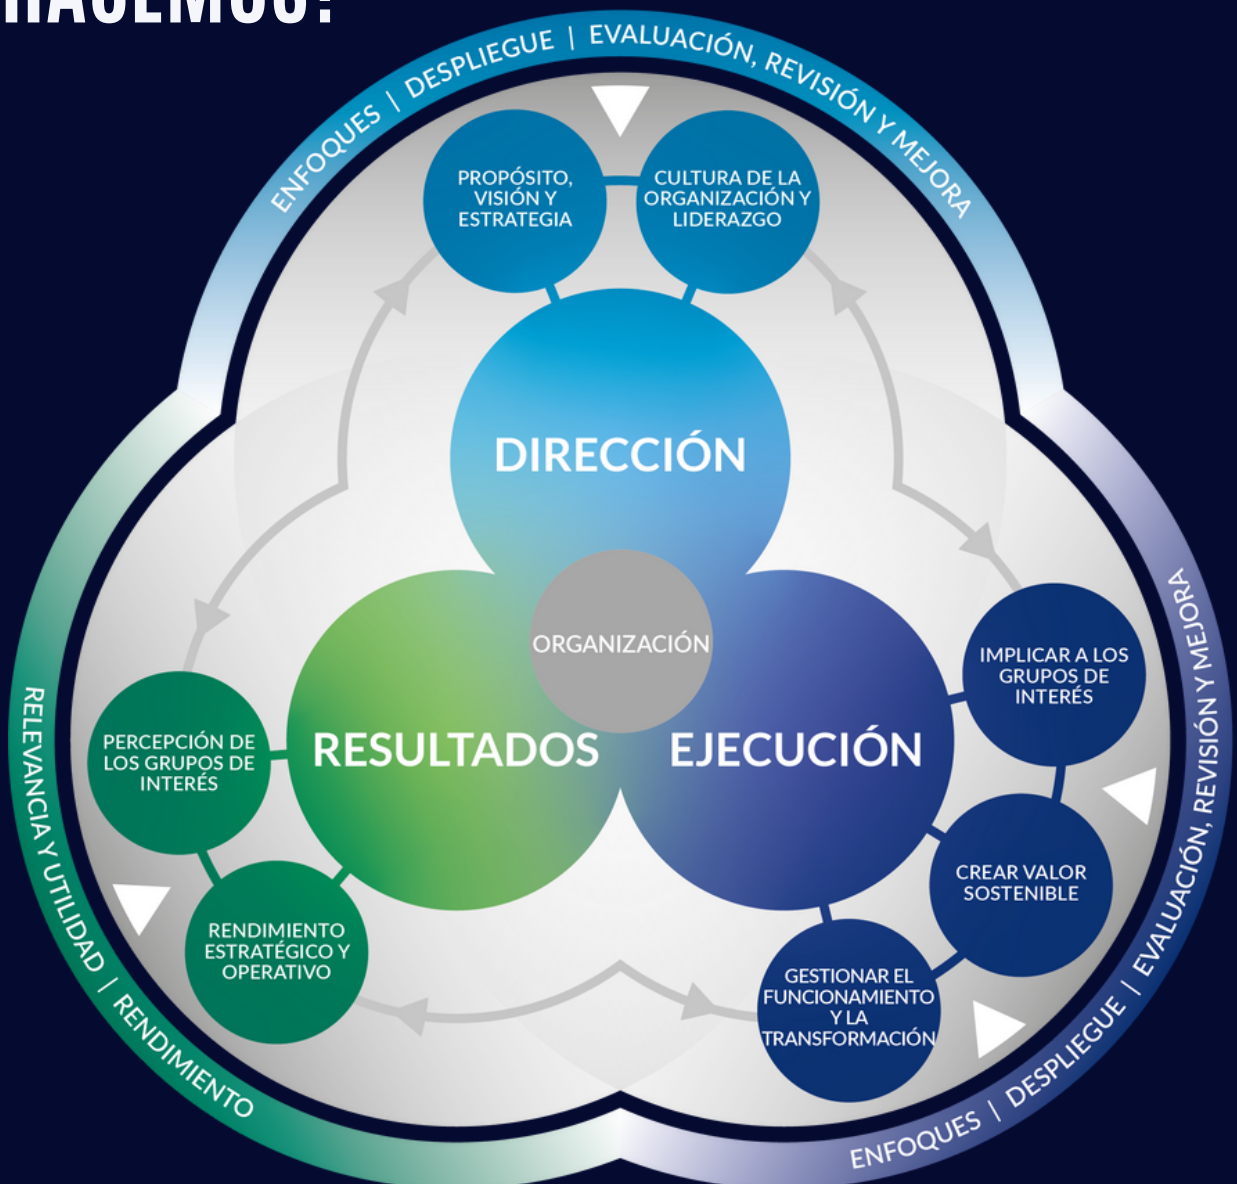 HACEMOS?
ENFOQUES | DESPLIEGUE | EVALUACIÓN, REVISIÓN Y MEJORA
PROPÓSITO,
VISIÓN Y
ESTRATEGIA
CULTURA DE LA
ORGANIZACIÓN Y
LIDERAZGO
DIRECCIÓN
ORGANIZACIÓN
RESULTADOS
EJECUCIÓN
IMPLICAR A LOS
GRUPOS DE
INTERÉS
CREAR VALOR
SOSTENIBLE
GESTIONAR EL
FUNCIONAMIENTO
Y LA
TRANSFORMACIÓN
PERCEPCIÓN DE
LOS GRUPOS DE
INTERÉS
RENDIMIENTO
ESTRATÉGICO Y
OPERATIVO
RELEVANCIA Y UTILIDAD | RENDIMIENTO
ENFOQUES | DESPLIEGUE | EVALUACIÓN, REVISIÓN Y MEJORA